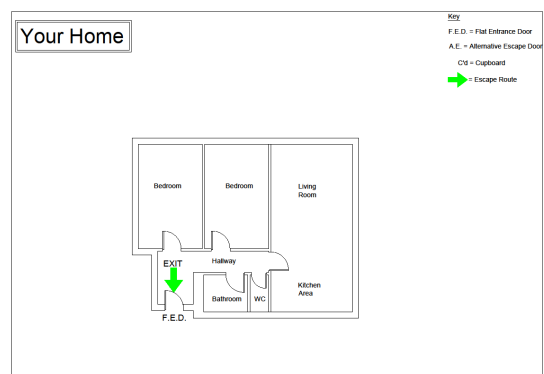 Your Home
Key
F.E.D. = Flat Entrance Door
A.E. = Alternative Escape Door
C'd = Cupboard
= Escape Route
Bedroom
Bedroom
Living
Room
EXIT
Hallway
Kitchen
Area
Bathroom
WC
F.E.D.